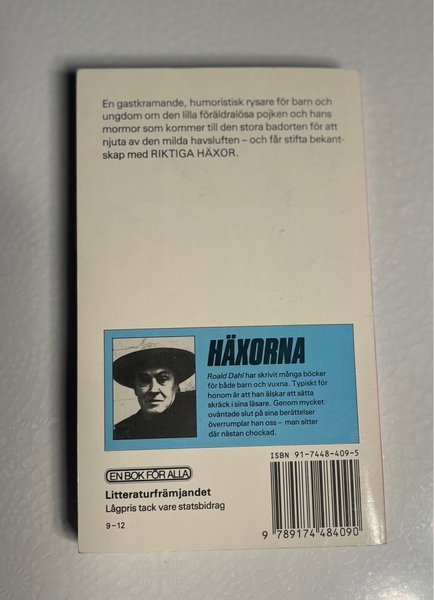 En gastkramande, humoristisk rysare för barn och
ungdom om den lilla föräldralösa pojken och hans
mormor som kommer till den stora badorten för att
njuta av den milda havsluften – och får stifta bekant-
skap med RIKTIGA HÄXOR.
HÄXORNA
Roald Dahl har skrivit många böcker
för både barn och vuxna. Typiskt för
honom är att han älskar att sätta
skräck i sina läsare. Genom mycket
oväntade slut på sina berättelser
överrumplar han oss – man sitter
där nästan chockad.
ISBN 91-7448-409-5
EN BOK FÖR ALLA
Litteraturfrämjandet
Lågpris tack vare statsbidrag
9–12
9 789174 484090